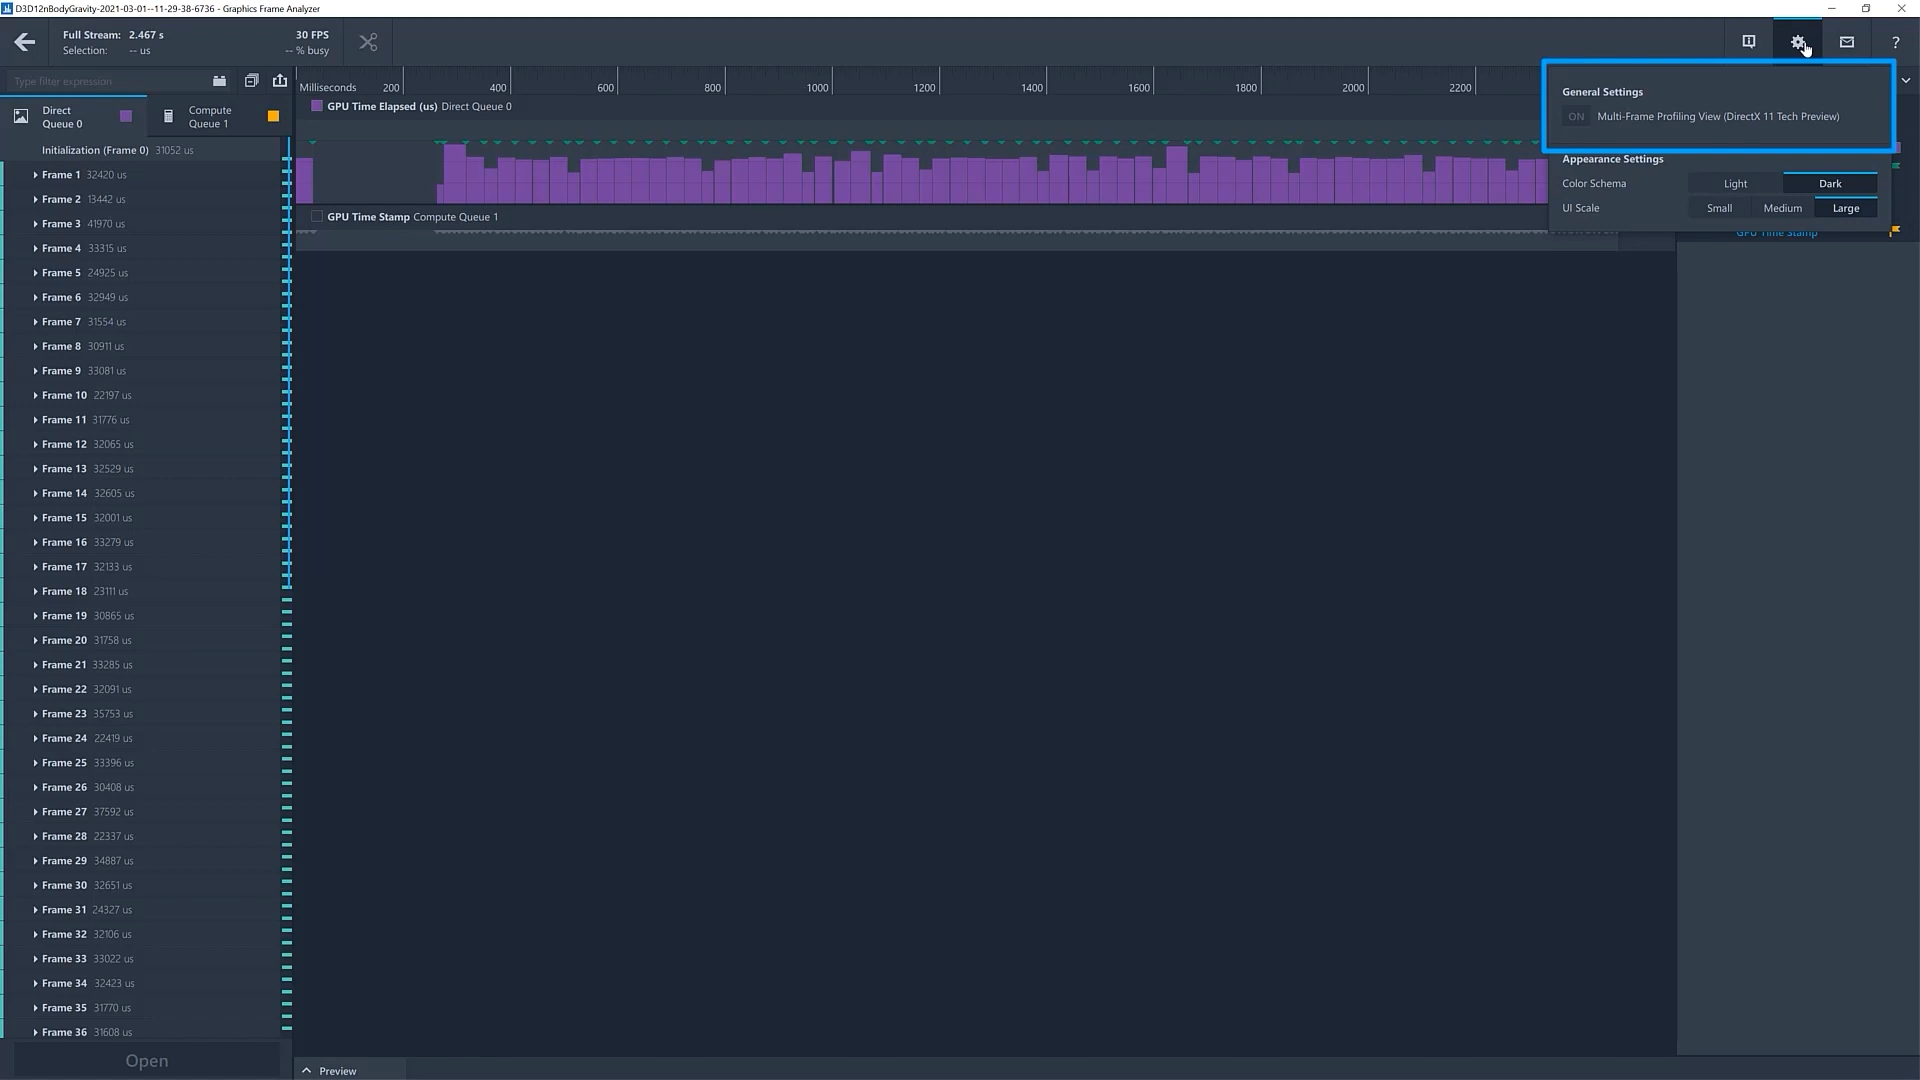 D3D12nBodyGravity-2021-03-01--11-29-38-6736 - Graphics Frame Analyzer
Full Stream: 2.467 s
30 FPS
Selection: -- us
-- % busy
?
Type filter expression
Milliseconds 200 400 600 800 1000 1200 1400 1600 1800 2000 2200
Direct Queue 0
Compute Queue 1
GPU Time Elapsed (us) Direct Queue 0
GPU Time Stamp Compute Queue 1
Initialization (Frame 0) 31052 us
Frame 1 32420 us
Frame 2 13442 us
Frame 3 41970 us
Frame 4 33315 us
Frame 5 24925 us
Frame 6 32949 us
Frame 7 31554 us
Frame 8 30911 us
Frame 9 33081 us
Frame 10 22197 us
Frame 11 31776 us
Frame 12 32065 us
Frame 13 32529 us
Frame 14 32605 us
Frame 15 32001 us
Frame 16 33279 us
Frame 17 32133 us
Frame 18 23111 us
Frame 19 30865 us
Frame 20 31758 us
Frame 21 33285 us
Frame 22 32091 us
Frame 23 35753 us
Frame 24 22419 us
Frame 25 33396 us
Frame 26 30408 us
Frame 27 37592 us
Frame 28 22337 us
Frame 29 34887 us
Frame 30 32651 us
Frame 31 24327 us
Frame 32 32106 us
Frame 33 33022 us
Frame 34 32423 us
Frame 35 31770 us
Frame 36 31608 us
Open
Preview
General Settings
ON Multi-Frame Profiling View (DirectX 11 Tech Preview)
Appearance Settings
Color Schema Light Dark
UI Scale Small Medium Large
GPU Time Stamp